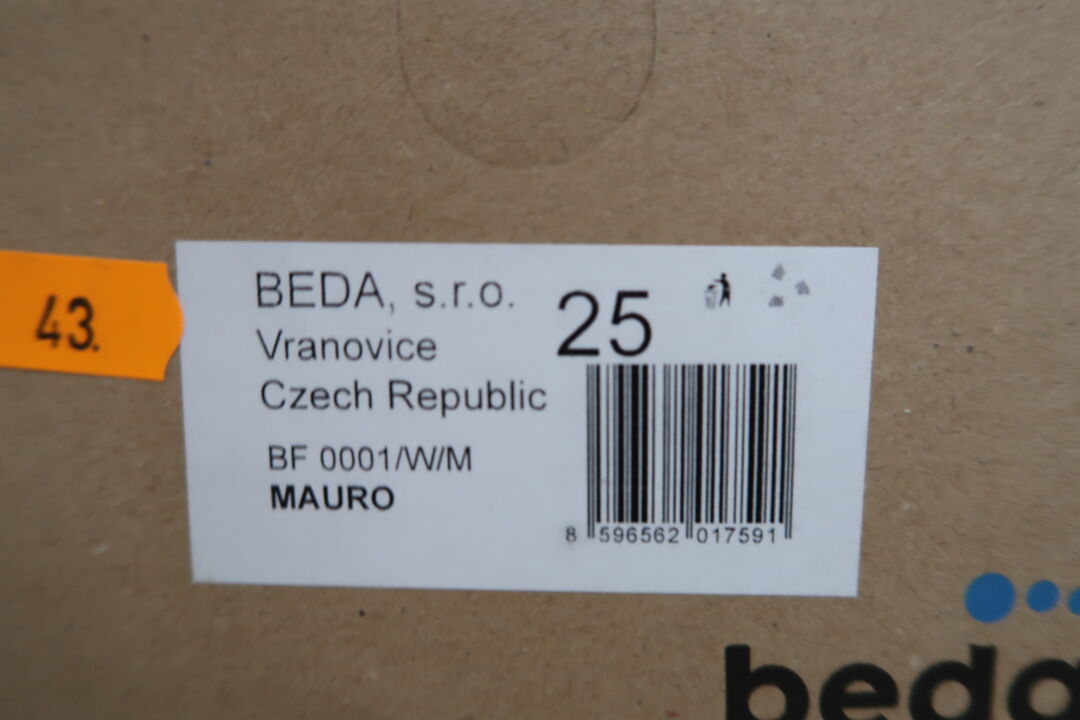 43.
BEDA, s.r.o.
25
Vranovice
Czech Republic
BF 0001/W/M
MAURO
8 596562 017591
beda